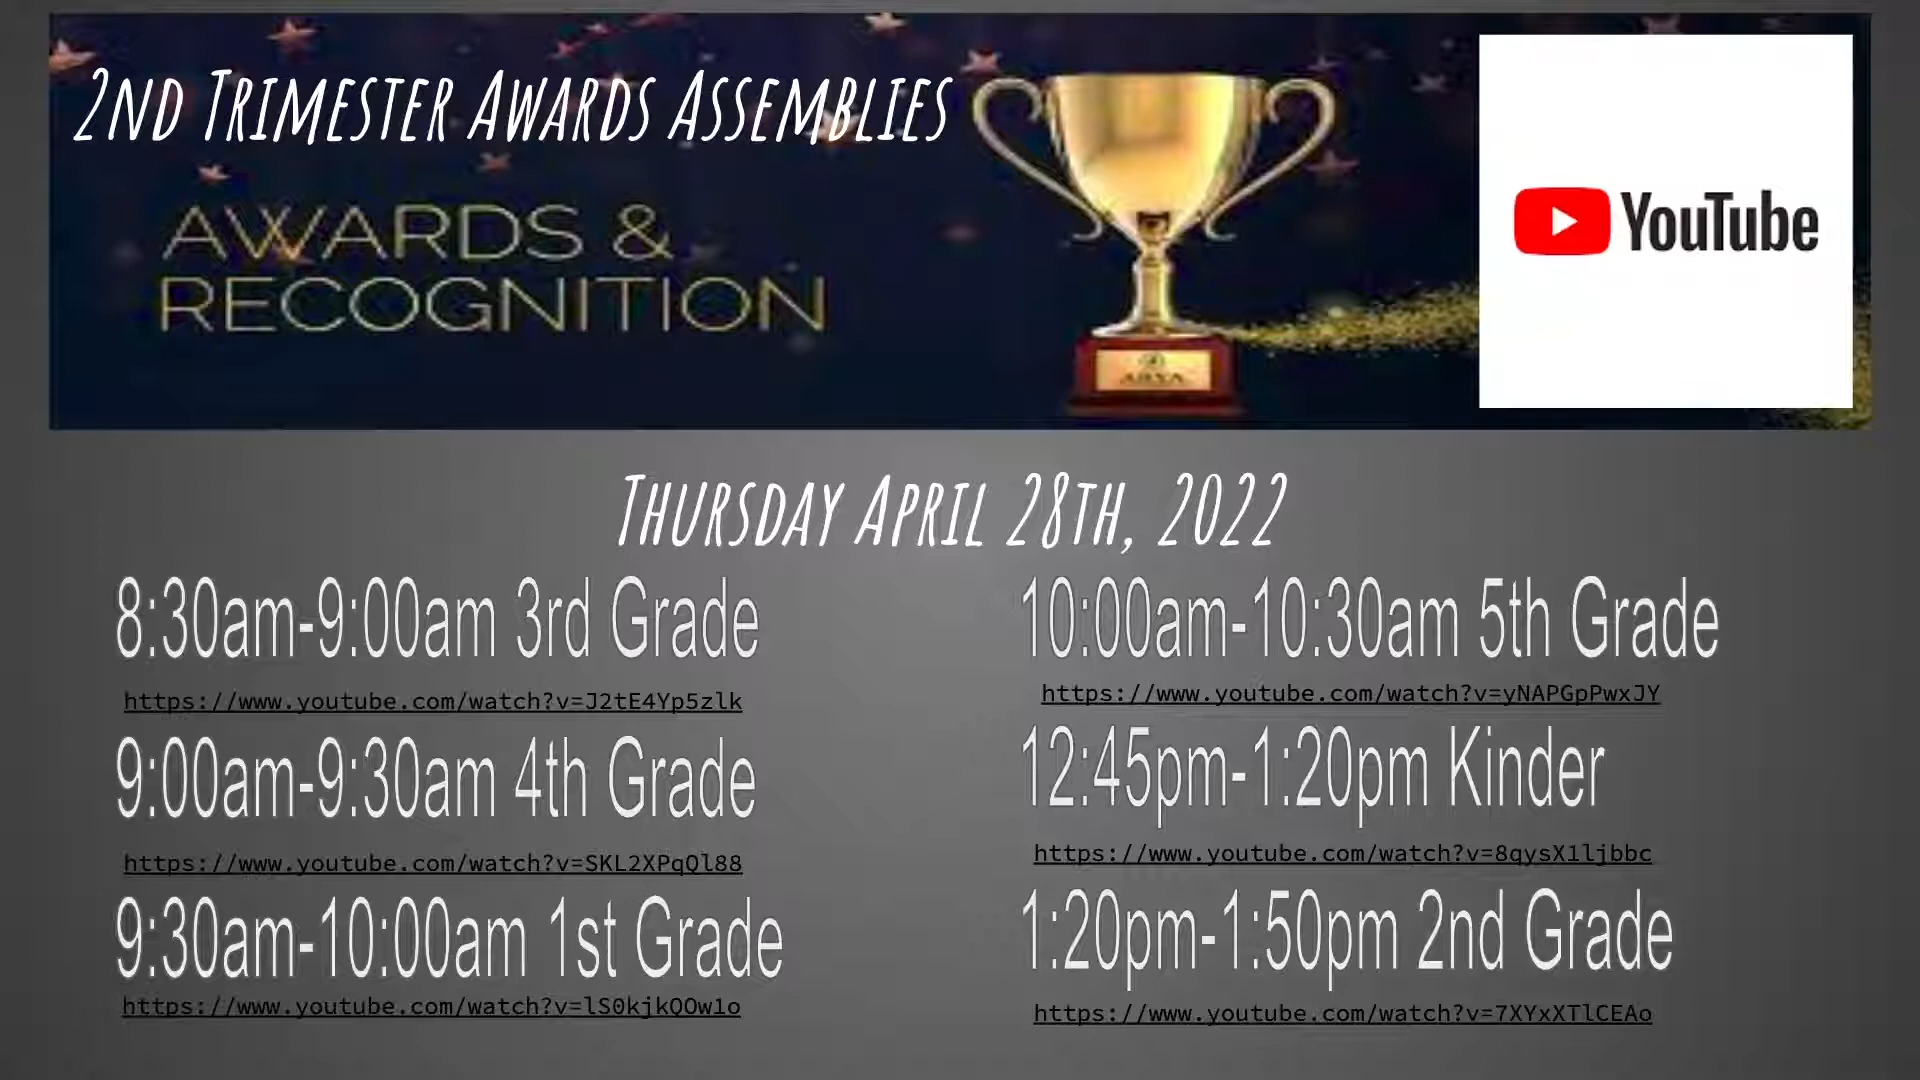 2nd Trimester Awards Assemblies
AWARDS &
RECOGNITION
YouTube
Thursday April 28th, 2022
8:30am-9:00am 3rd Grade
https://www.youtube.com/watch?v=J2tE4Yp5zlk
9:00am-9:30am 4th Grade
https://www.youtube.com/watch?v=SKL2XPqQl88
9:30am-10:00am 1st Grade
https://www.youtube.com/watch?v=lS0kjkQOw1o
10:00am-10:30am 5th Grade
https://www.youtube.com/watch?v=yNAPGpPwxJY
12:45pm-1:20pm Kinder
https://www.youtube.com/watch?v=8qysX1ljbbc
1:20pm-1:50pm 2nd Grade
https://www.youtube.com/watch?v=7XYxXTlCEAo